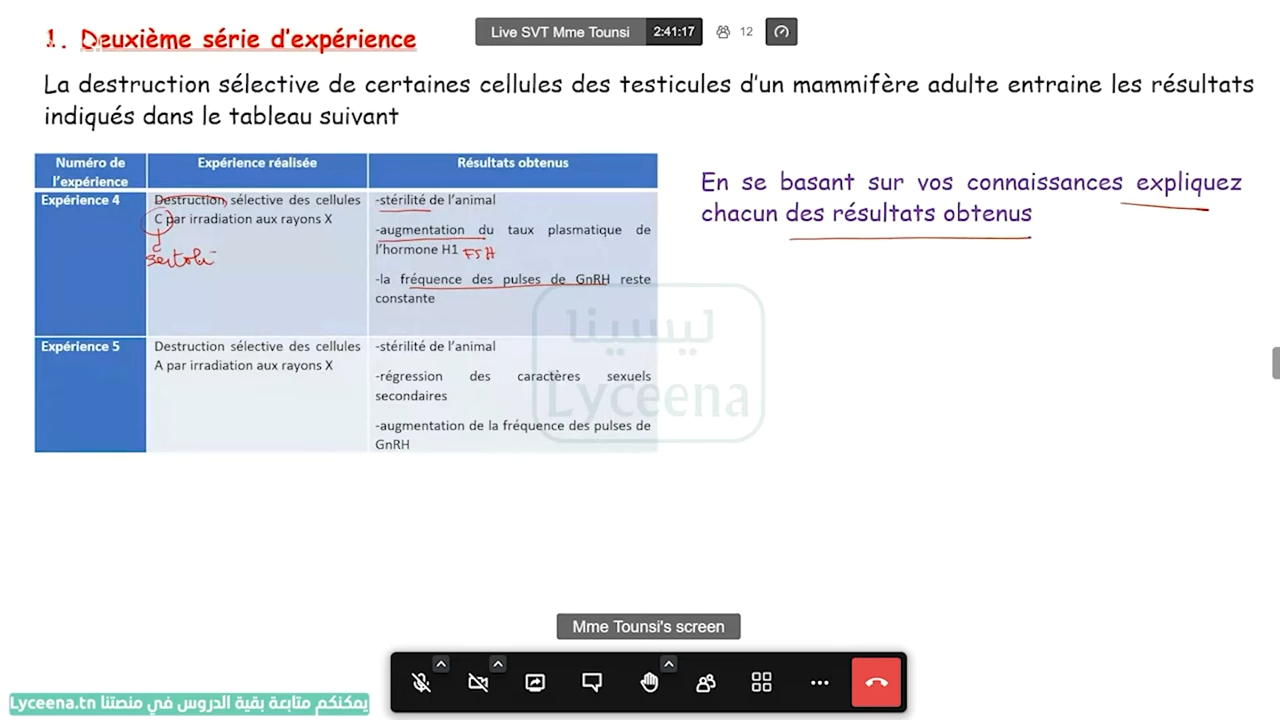 Live SVT Mme Tounsi 2:41:17 12
1. Deuxième série d'expérience
La destruction sélective de certaines cellules des testicules d'un mammifère adulte entraine les résultats
indiqués dans le tableau suivant
Numéro de
l'expérience
Expérience réalisée
Résultats obtenus
Expérience 4
Destruction sélective des cellules
C par irradiation aux rayons X
Sertoli
-stérilité de l'animal
-augmentation du taux plasmatique de
l'hormone H1 FSH
-la fréquence des pulses de GnRH reste
constante
Expérience 5
Destruction sélective des cellules
A par irradiation aux rayons X
-stérilité de l'animal
-régression des caractères sexuels
secondaires
-augmentation de la fréquence des pulses de
GnRH
En se basant sur vos connaissances expliquez
chacun des résultats obtenus
ليسينا
Lyceena
Mme Tounsi's screen
يمكنكم متابعة بقية الدروس في منصتنا Lyceena.tn